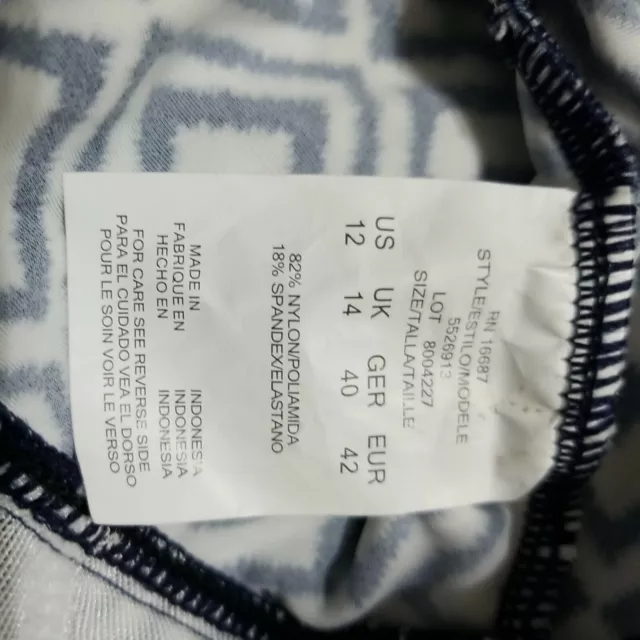 RN 16687
STYLE/ESTILO/MODELE
5526913
LOT 8004227
SIZE/TALLA/TAILLE
US UK GER EUR
12 14 40 42
82% NYLON/POLIAMIDA
18% SPANDEX/ELASTANO
MADE IN INDONESIA
FABRIQUE EN INDONESIA
HECHO EN INDONESIA
FOR CARE SEE REVERSE SIDE
PARA EL CUIDADO VEA EL DORSO
POUR LE SOIN VOIR LE VERSO